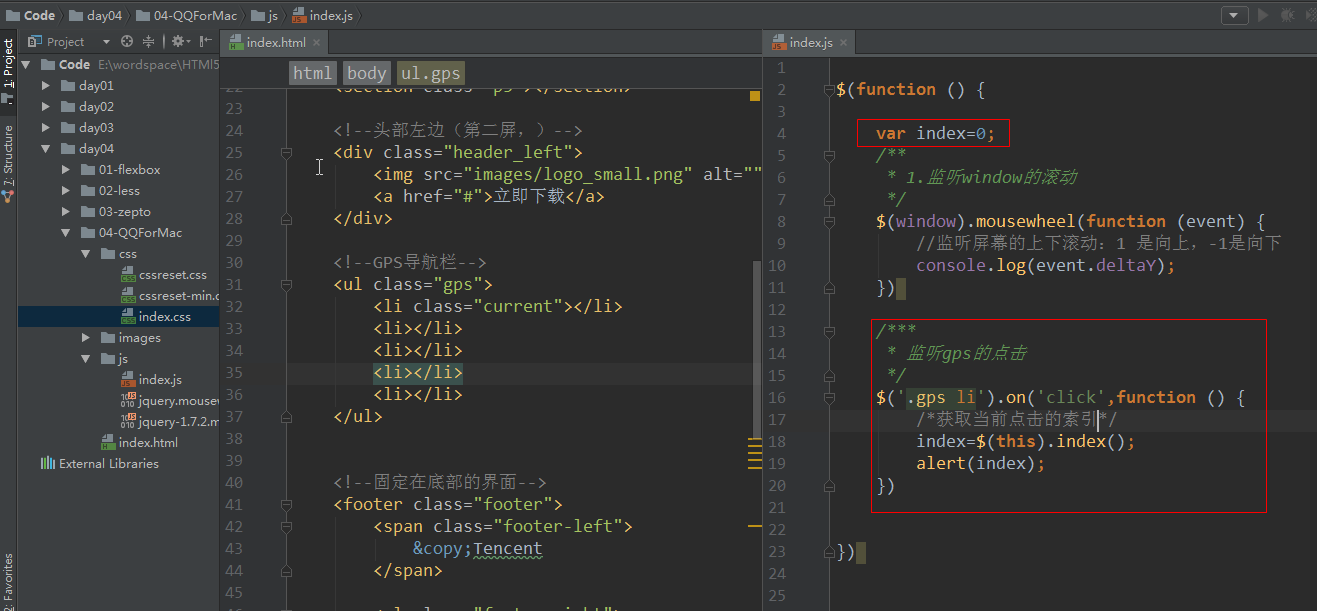 Code day04 04-QQForMac js index.js
1: Project
7: Structure
2: Favorites
Project
Code E:\wordspace\HTMl5
day01
day02
day03
day04
01-flexbox
02-less
03-zepto
04-QQForMac
css
cssreset.css
cssreset-min.c
index.css
images
js
index.js
jquery.mouse
jquery-1.7.2.m
index.html
External Libraries
index.html
html body ul.gps
23
24 <!--头部左边（第二屏，）-->
25 <div class="header_left">
26 <img src="images/logo_small.png" alt=""
27 <a href="#">立即下载</a>
28 </div>
29
30 <!--GPS导航栏-->
31 <ul class="gps">
32 <li class="current"></li>
33 <li></li>
34 <li></li>
35 <li></li>
36 <li></li>
37 </ul>
38
39
40 <!--固定在底部的界面-->
41 <footer class="footer">
42 <span class="footer-left">
43 &copy;Tencent
44 </span>
45
index.js
1
2 $(function () {
3
4 var index=0;
5 /**
6 * 1.监听window的滚动
7 */
8 $(window).mousewheel(function (event) {
9 //监听屏幕的上下滚动: 1 是向上, -1是向下
10 console.log(event.deltaY);
11 })
12
13 /***
14 * 监听gps的点击
15 */
16 $('.gps li').on('click',function () {
17 /*获取当前点击的索引*/
18 index=$(this).index();
19 alert(index);
20 })
21
22
23 })
24
25